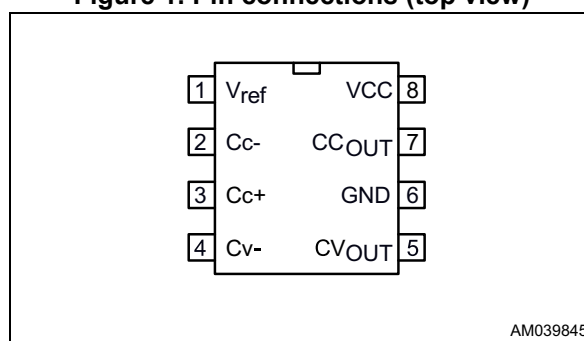 Figure 1. Pin connections (top view)
1 Vref VCC 8
2 Cc- CCOUT 7
3 Cc+ GND 6
4 Cv- CVOUT 5
AM039845